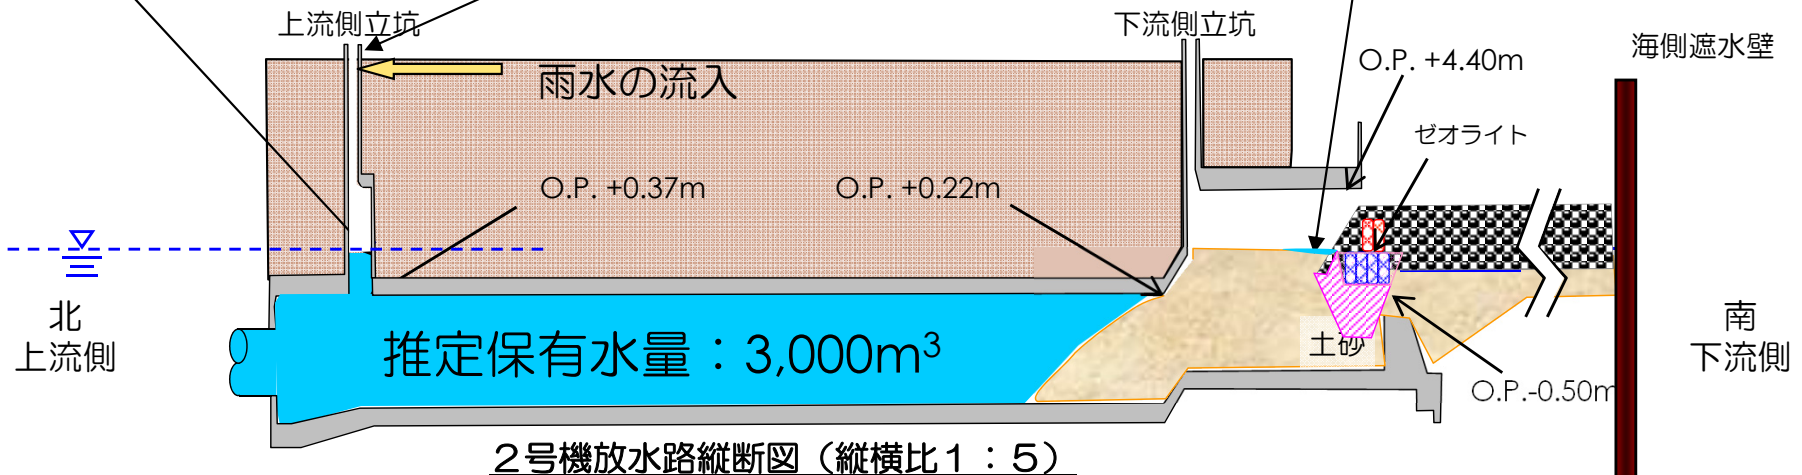 上流側立坑
下流側立坑
海側遮水壁
O.P. +4.40m
雨水の流入
ゼオライト
O.P. +0.37m
O.P. +0.22m
北
上流側
推定保有水量：3,000m³
土砂
南
下流側
O.P.-0.50m
２号機放水路縦断図（縦横比１：５）